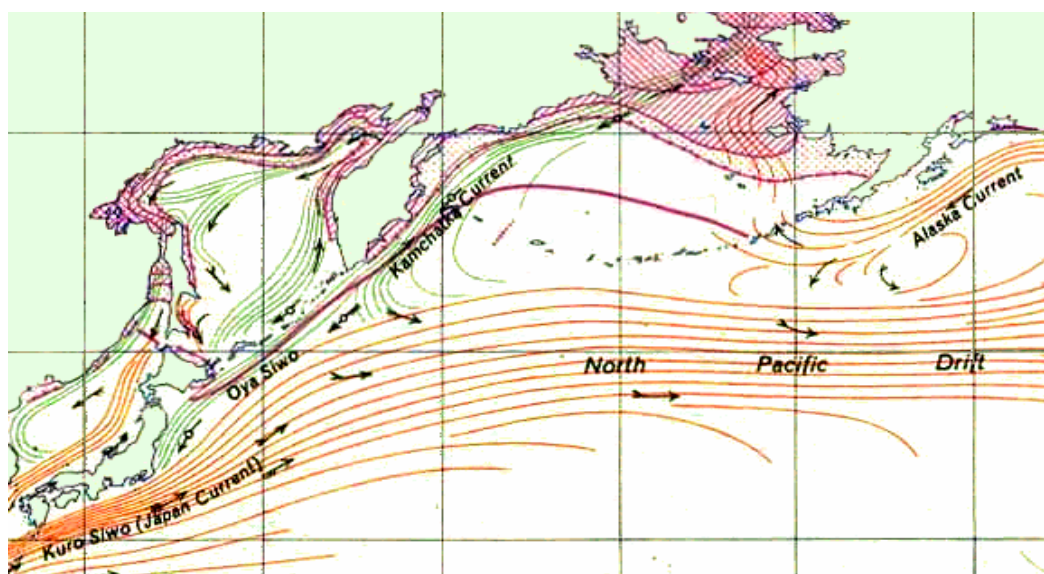 Kamchatka Current
Alaska Current
North Pacific Drift
Oya Siwo
Kuro Siwo (Japan Current)